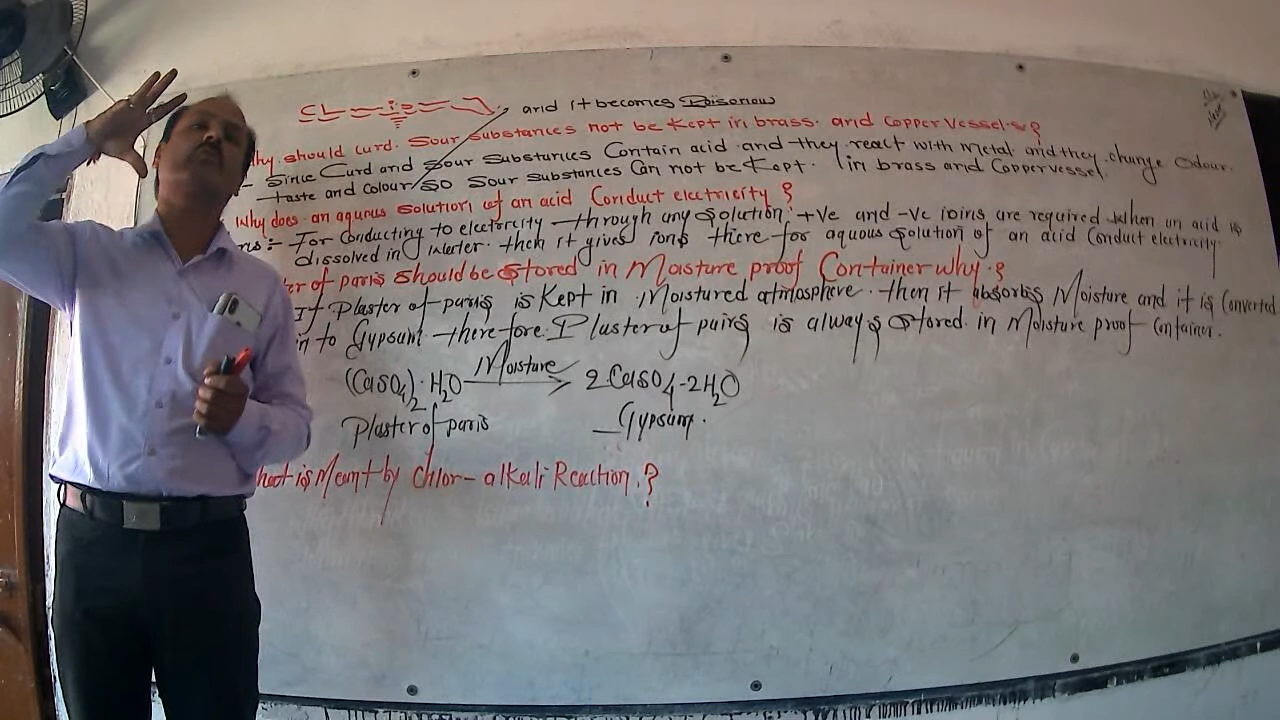 and it becomes Poisonow
hy should curd. Sour Substances not be kept in brass. and Copper Vessels?
- Since Curd and Sour Substances Contain acid and they react with metal and they change Odour.
taste and colour so Sour substances Can not be Kept. in brass and Coppervessel.
Why does an aquous Solution of an acid Conduct electricity ?
ns:- For Conducting to electorcity through any Solution. +ve and -ve ioins are required. When an acid is
dissolved in water. then it gives ions there for aquous Solution of an acid Conduct electricity
er of paris Should be Stored in Moisture proof Container why.?
If Plaster of paris is Kept in Moistured atmosphere. then it absorbs Moisture and it is Converted
in to Gypsum therefore. Plaster of pairs is always Stored in Moisture proof Container.
(CaSO4)2·H2O Moisture 2CaSO4-2H2O
Plaster of paris Gypsum.
hat is Meant by Chlor-alkali Reaction.?